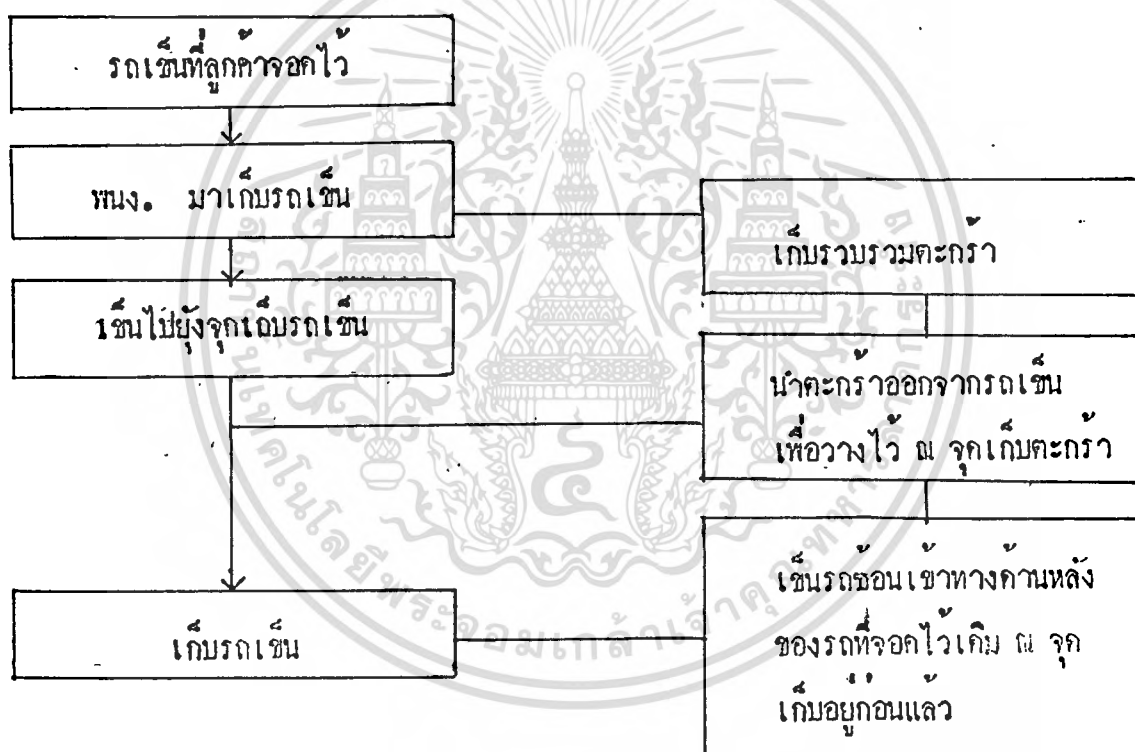 รถเข็นที่ลูกค้าจอดไว้
พนง. มาเก็บรถเข็น
เก็บรวบรวมตะกร้า
เข็นไปยังจุดเก็บรถเข็น
นำตะกร้าออกจากรถเข็น
เพื่อวางไว้ ณ จุดเก็บตะกร้า
เก็บรถเข็น
เข็นรถซ้อนเข้าทางด้านหลัง
ของรถที่จอดไว้เดิม ณ จุด
เก็บอยู่ก่อนแล้ว